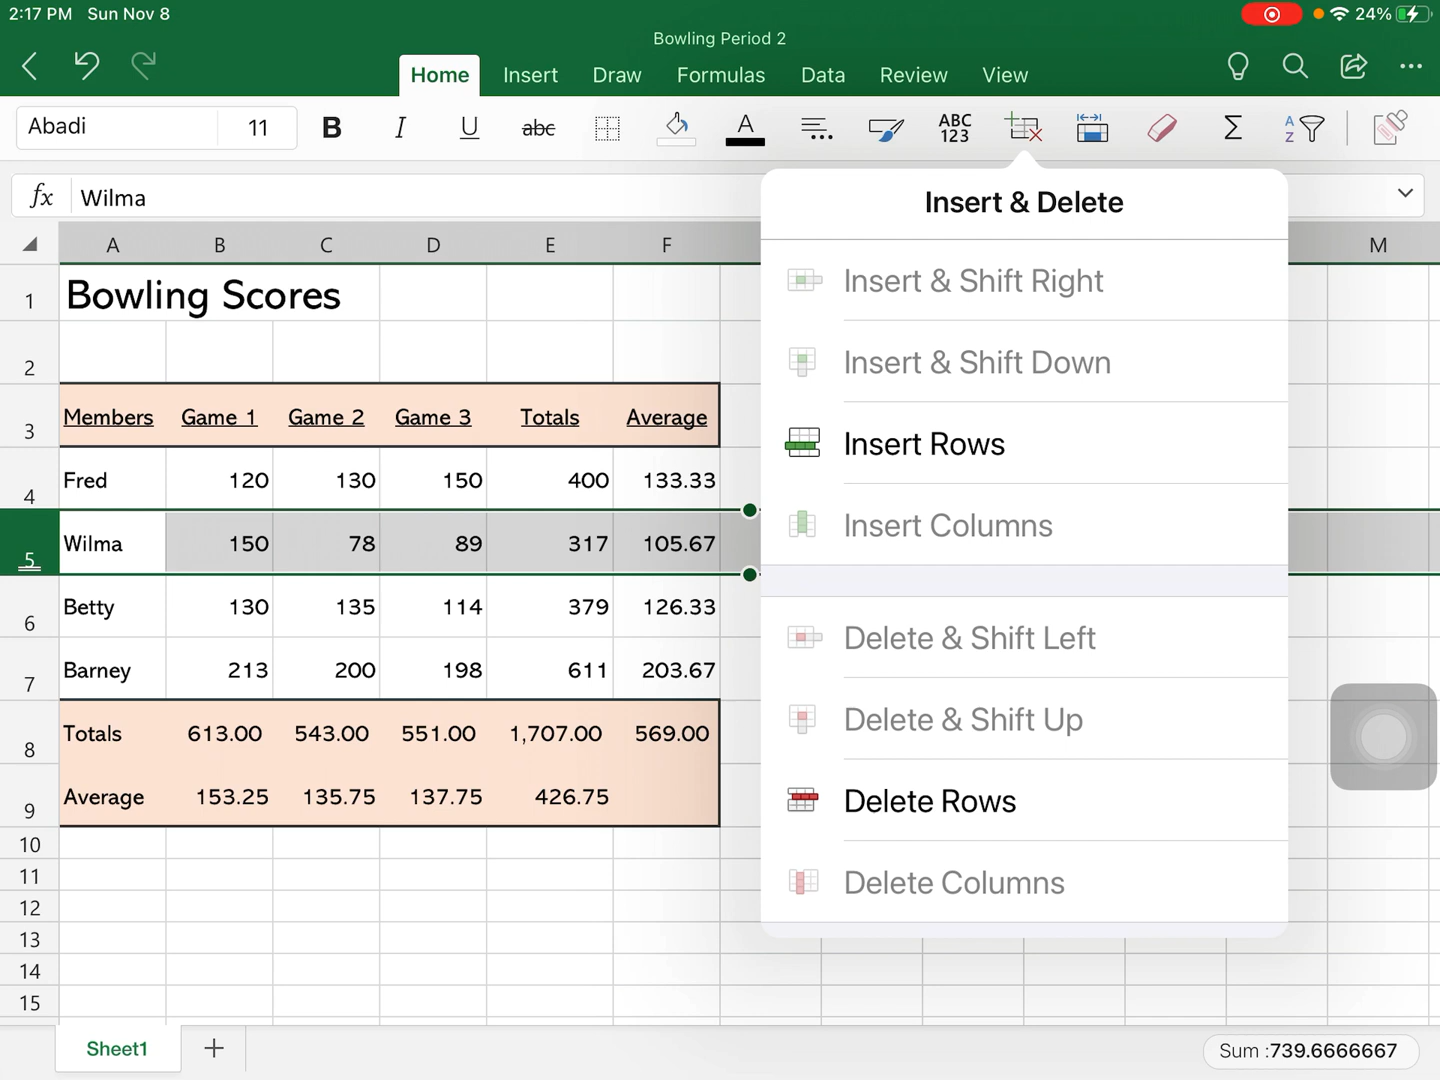 2:17 PM Sun Nov 8 24%
Bowling Period 2
Home Insert Draw Formulas Data Review View
Abadi 11 B I U abc A ABC 123 Σ A Z
fx Wilma
Insert & Delete
Insert & Shift Right
Insert & Shift Down
Insert Rows
Insert Columns
Delete & Shift Left
Delete & Shift Up
Delete Rows
Delete Columns
A B C D E F M
1 Bowling Scores
2
3 Members Game 1 Game 2 Game 3 Totals Average
4 Fred 120 130 150 400 133.33
5 Wilma 150 78 89 317 105.67
6 Betty 130 135 114 379 126.33
7 Barney 213 200 198 611 203.67
8 Totals 613.00 543.00 551.00 1,707.00 569.00
9 Average 153.25 135.75 137.75 426.75
10
11
12
13
14
15
Sheet1 + Sum :739.6666667